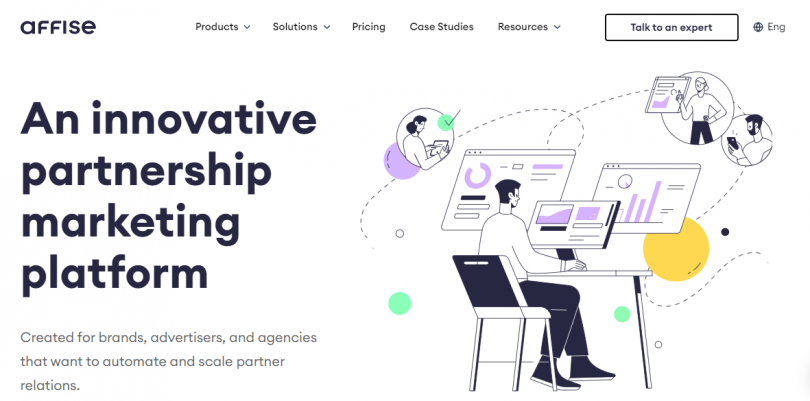 affise
Products
Solutions
Pricing
Case Studies
Resources
Talk to an expert
Eng
An innovative
partnership
marketing
platform
Created for brands, advertisers, and agencies
that want to automate and scale partner
relations.